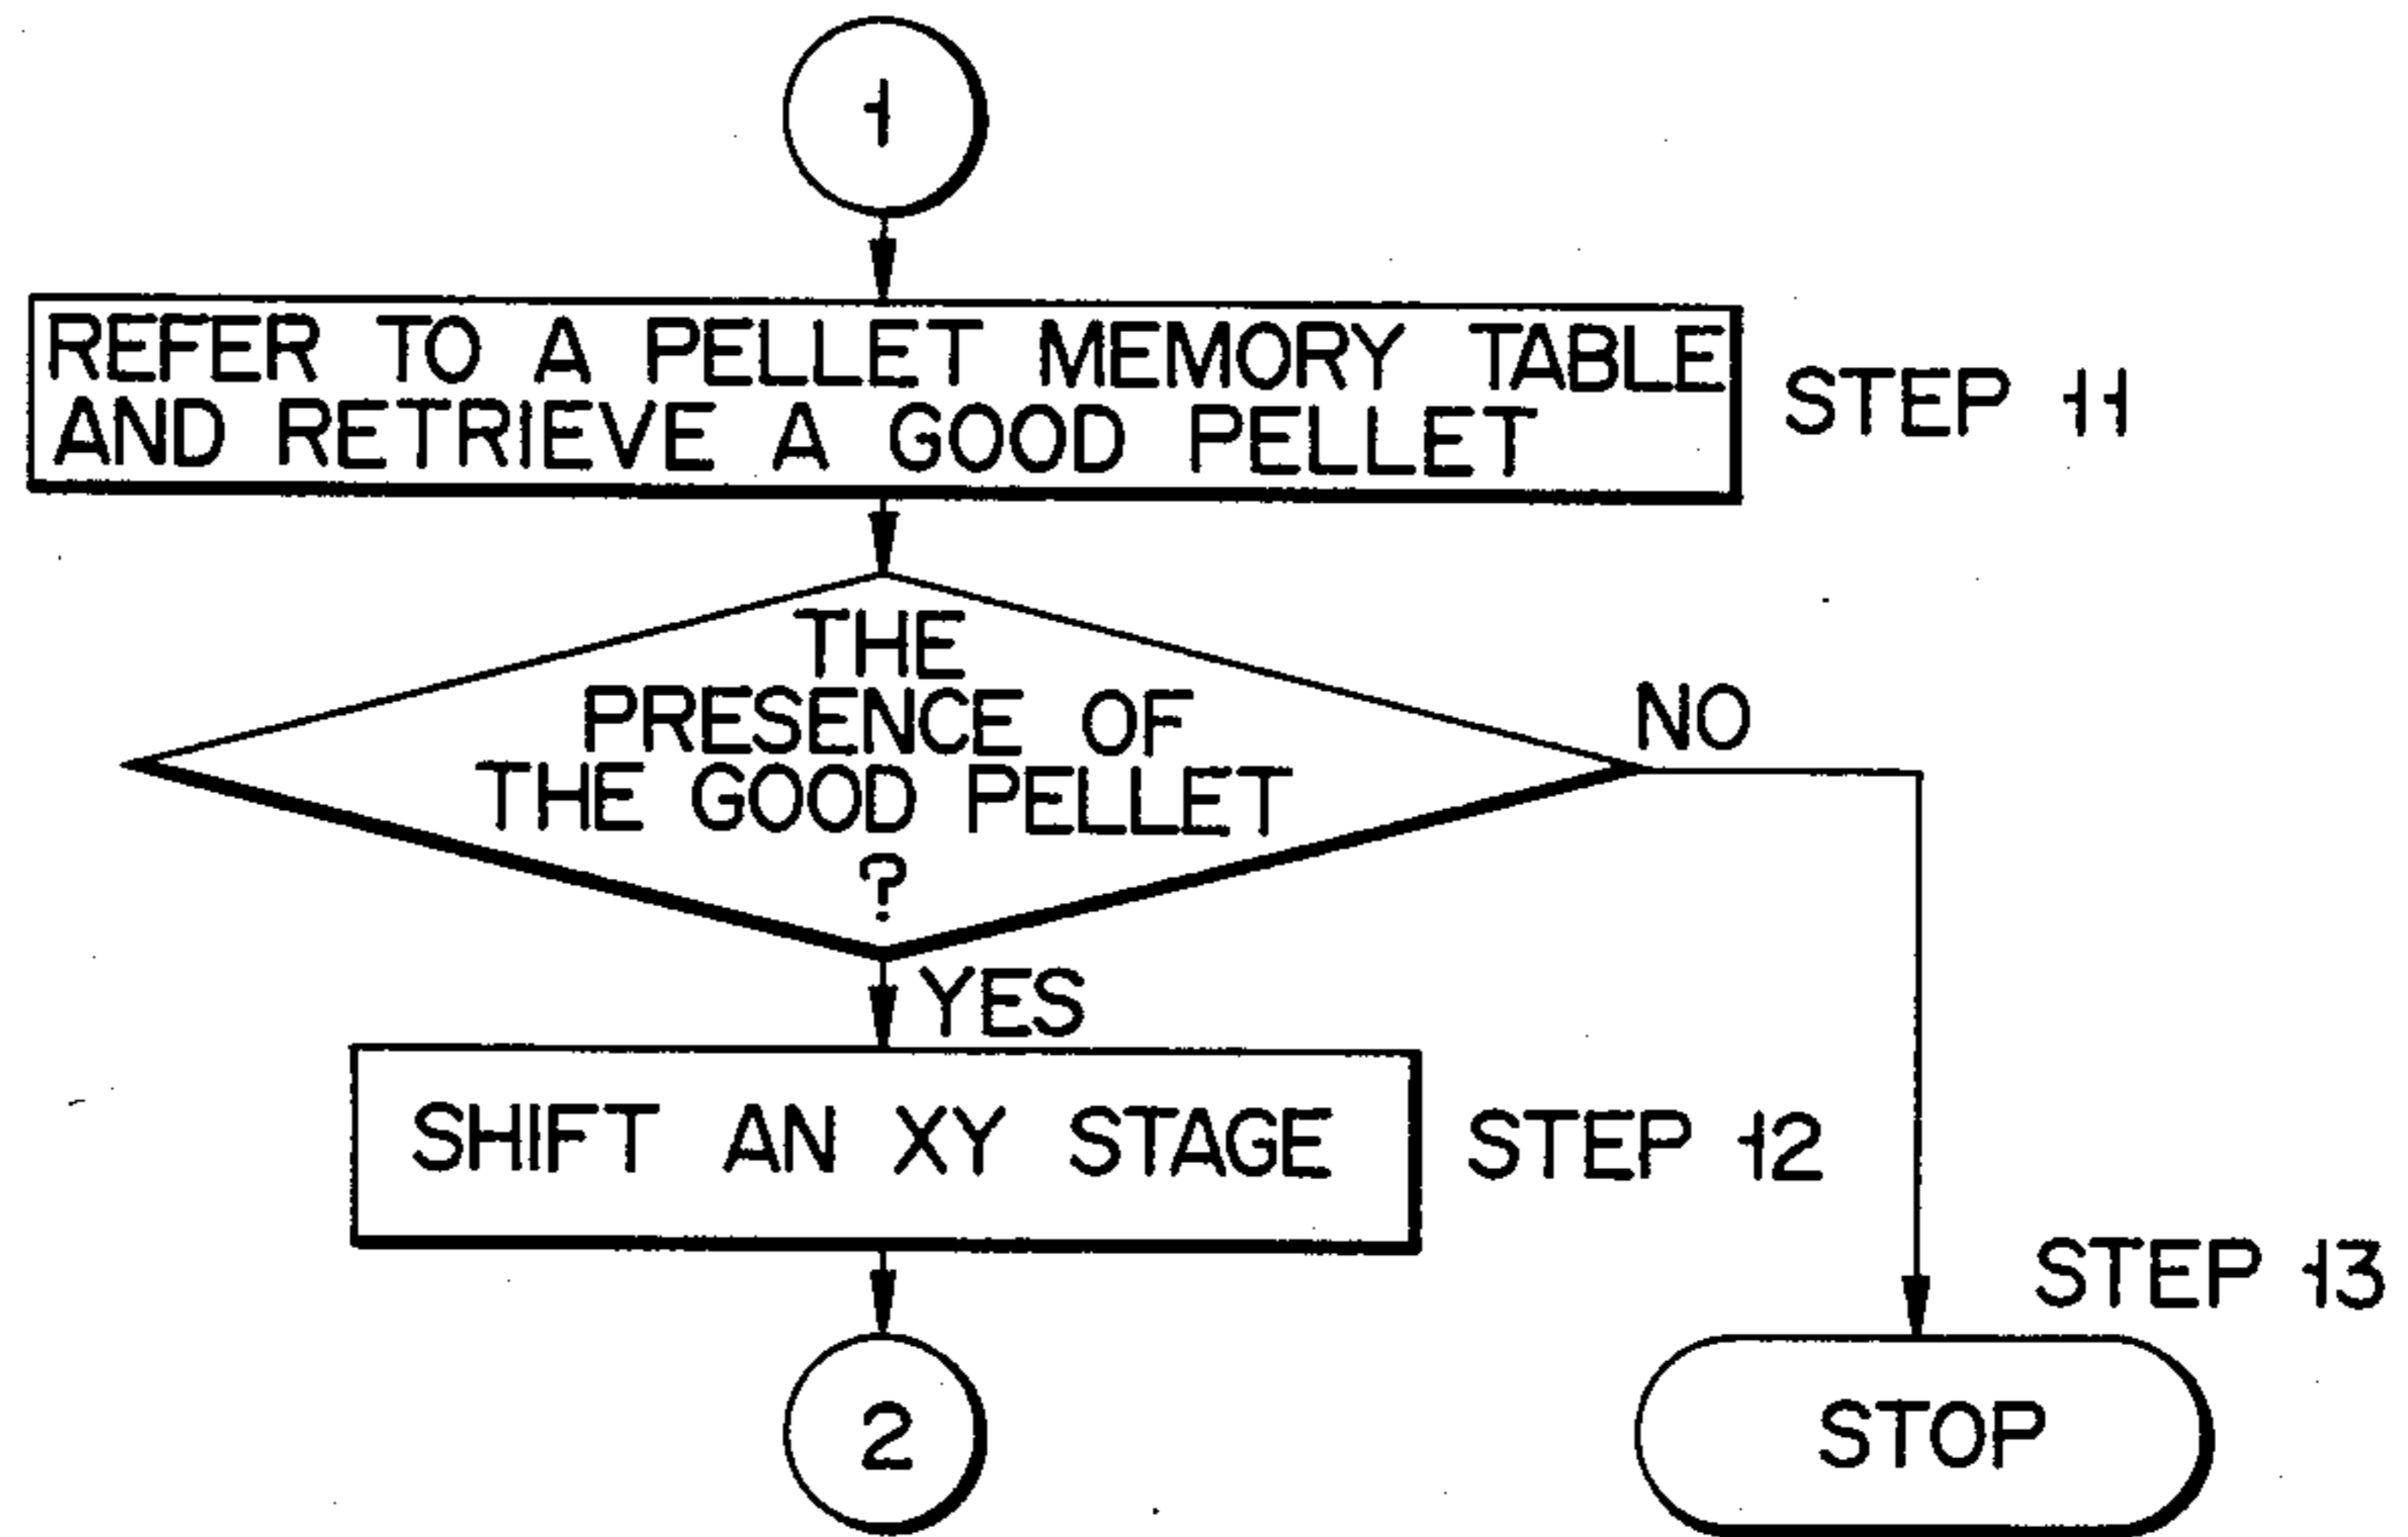 1
REFER TO A PELLET MEMORY TABLE
AND RETRIEVE A GOOD PELLET
STEP 11
THE
PRESENCE OF
THE GOOD PELLET
?
NO
YES
SHIFT AN XY STAGE
STEP 12
STEP 13
2
STOP